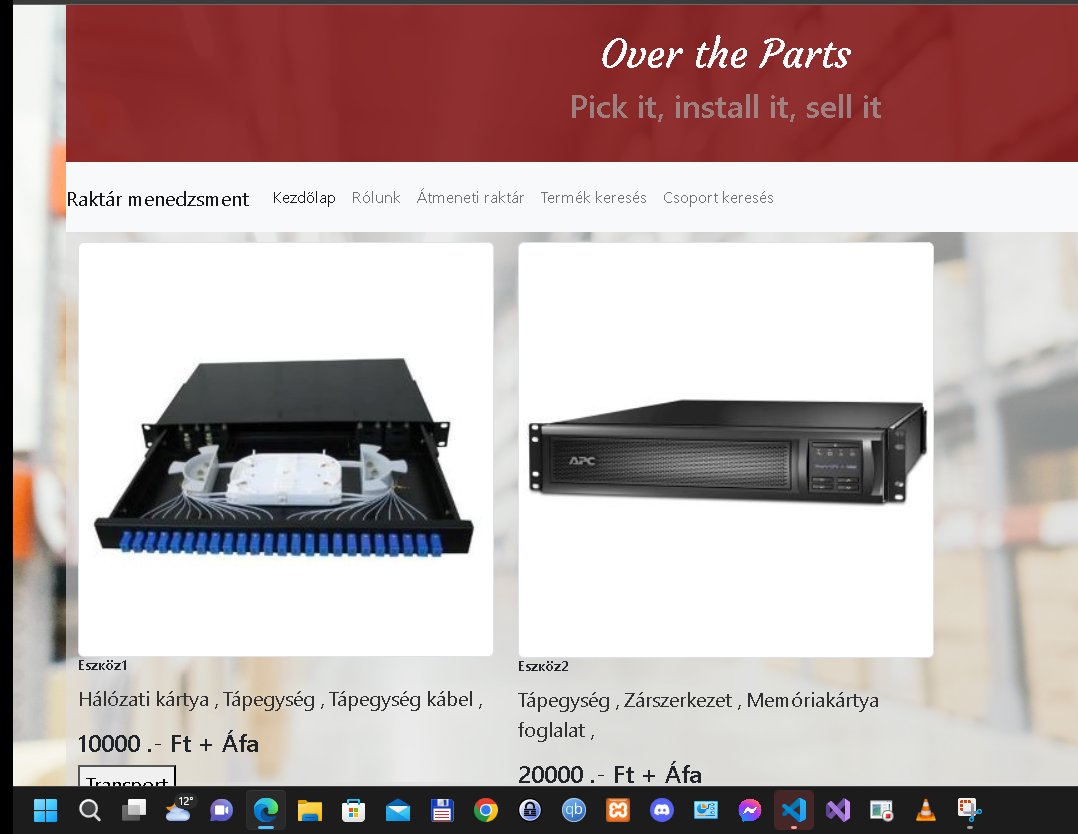 Over the Parts
Pick it, install it, sell it
Raktár menedzsment Kezdőlap Rólunk Átmeneti raktár Termék keresés Csoport keresés
APC
Eszköz1
Eszköz2
Hálózati kártya , Tápegység , Tápegység kábel ,
Tápegység , Zárszerkezet , Memóriakártya
foglalat ,
10000 .- Ft + Áfa
20000 .- Ft + Áfa
Transport
12°
qb